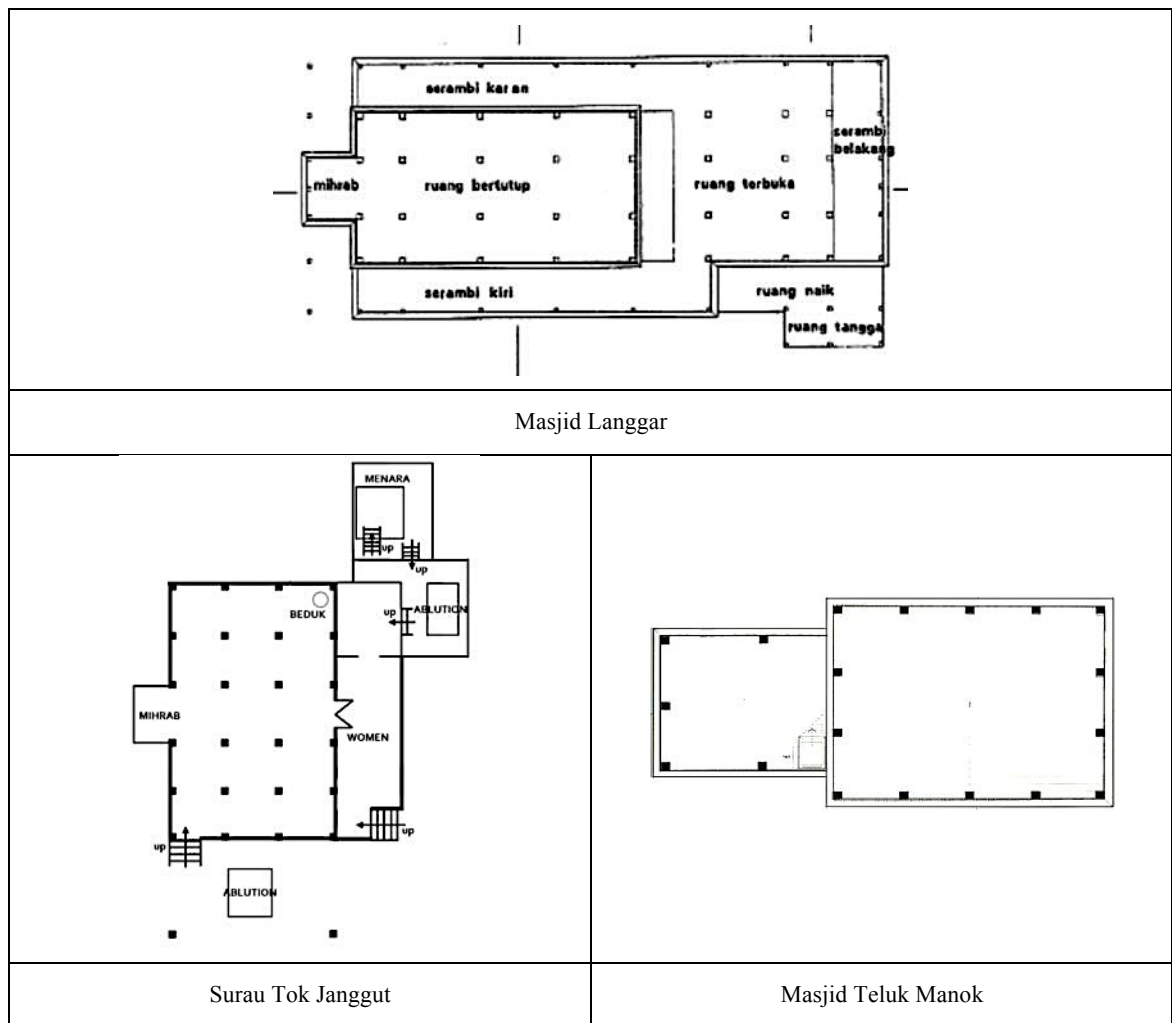 serambi karan
serambi
belakang
mihrab
ruang bertutup
ruang terbuka
serambi kiri
ruang naik
ruang tangga
Masjid Langgar
MENARA
up
up
BEDUK
up
ABLUTION
MIHRAB
WOMEN
up
up
ABLUTION
Surau Tok Janggut
Masjid Teluk Manok